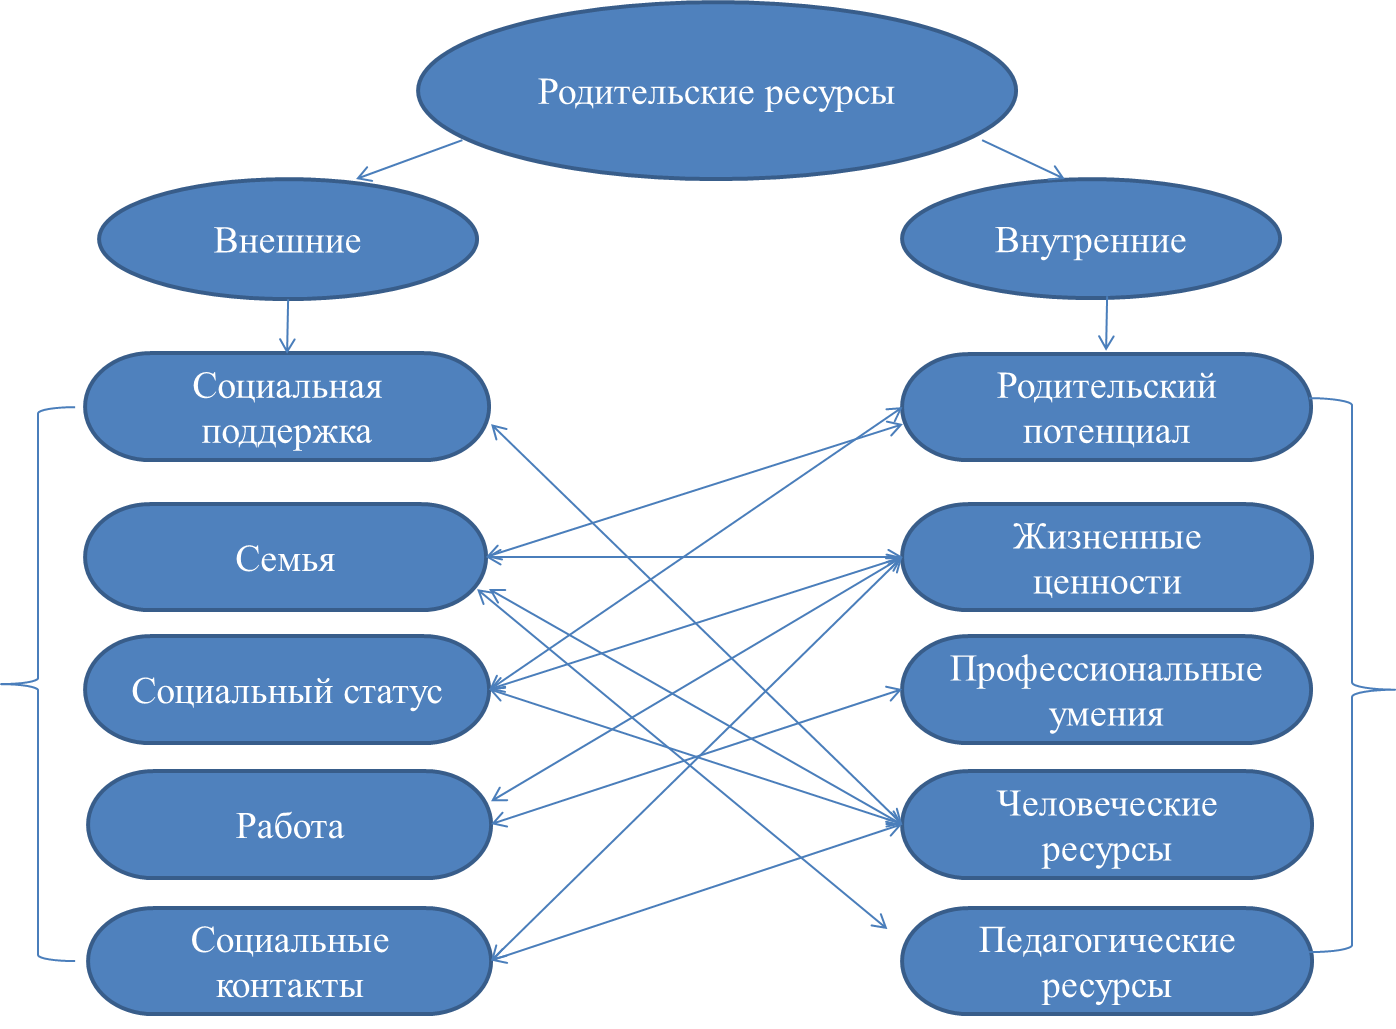 Родительские ресурсы
Внешние
Внутренние
Социальная
поддержка
Родительский
потенциал
Семья
Жизненные
ценности
Социальный статус
Профессиональные
умения
Работа
Человеческие
ресурсы
Социальные
контакты
Педагогические
ресурсы